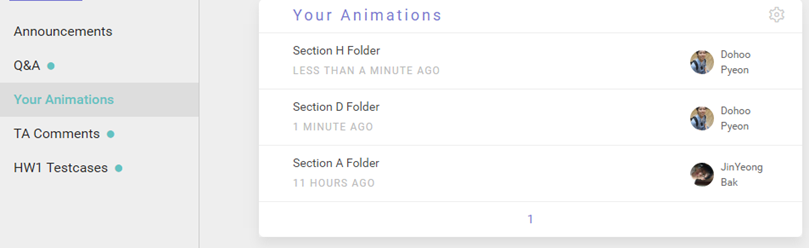 Announcements
Q&A
Your Animations
TA Comments
HW1 Testcases
Your Animations
Section H Folder
LESS THAN A MINUTE AGO
Dohoo
Pyeon
Section D Folder
1 MINUTE AGO
Dohoo
Pyeon
Section A Folder
11 HOURS AGO
JinYeong
Bak
1